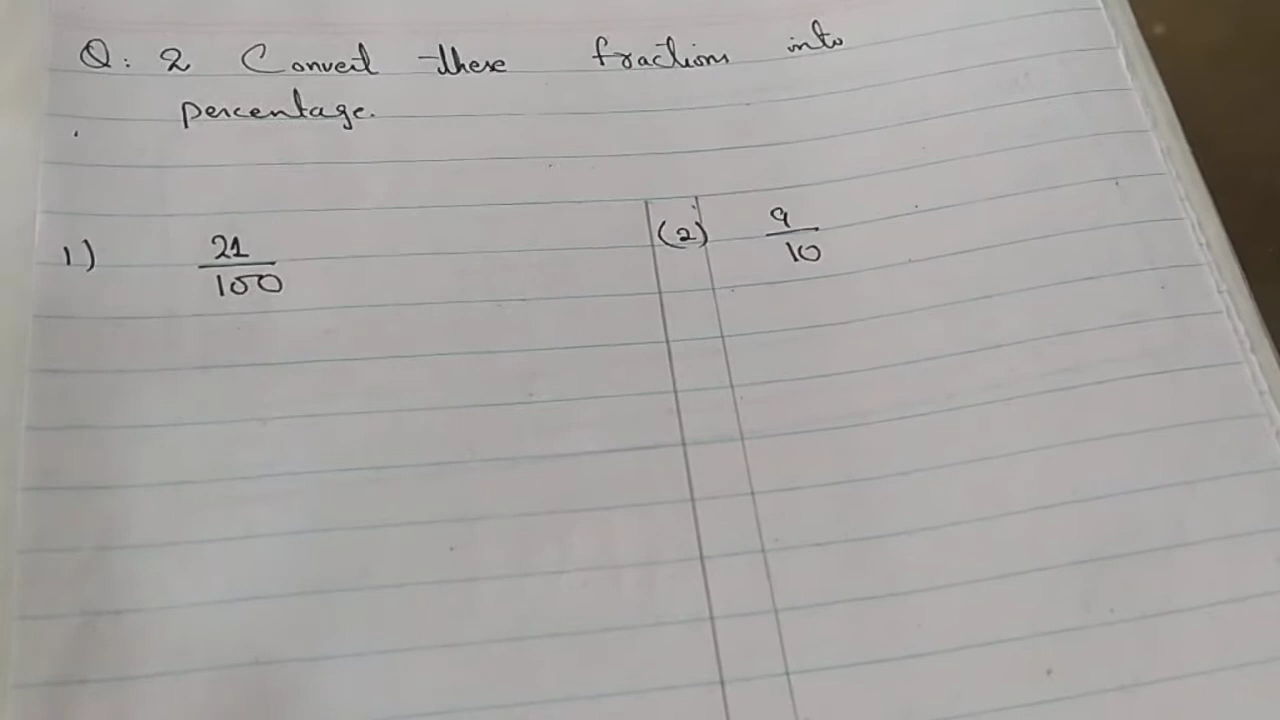 Q: 2 Convert these fractions into
percentage.
1) 21/100
(2) 9/10